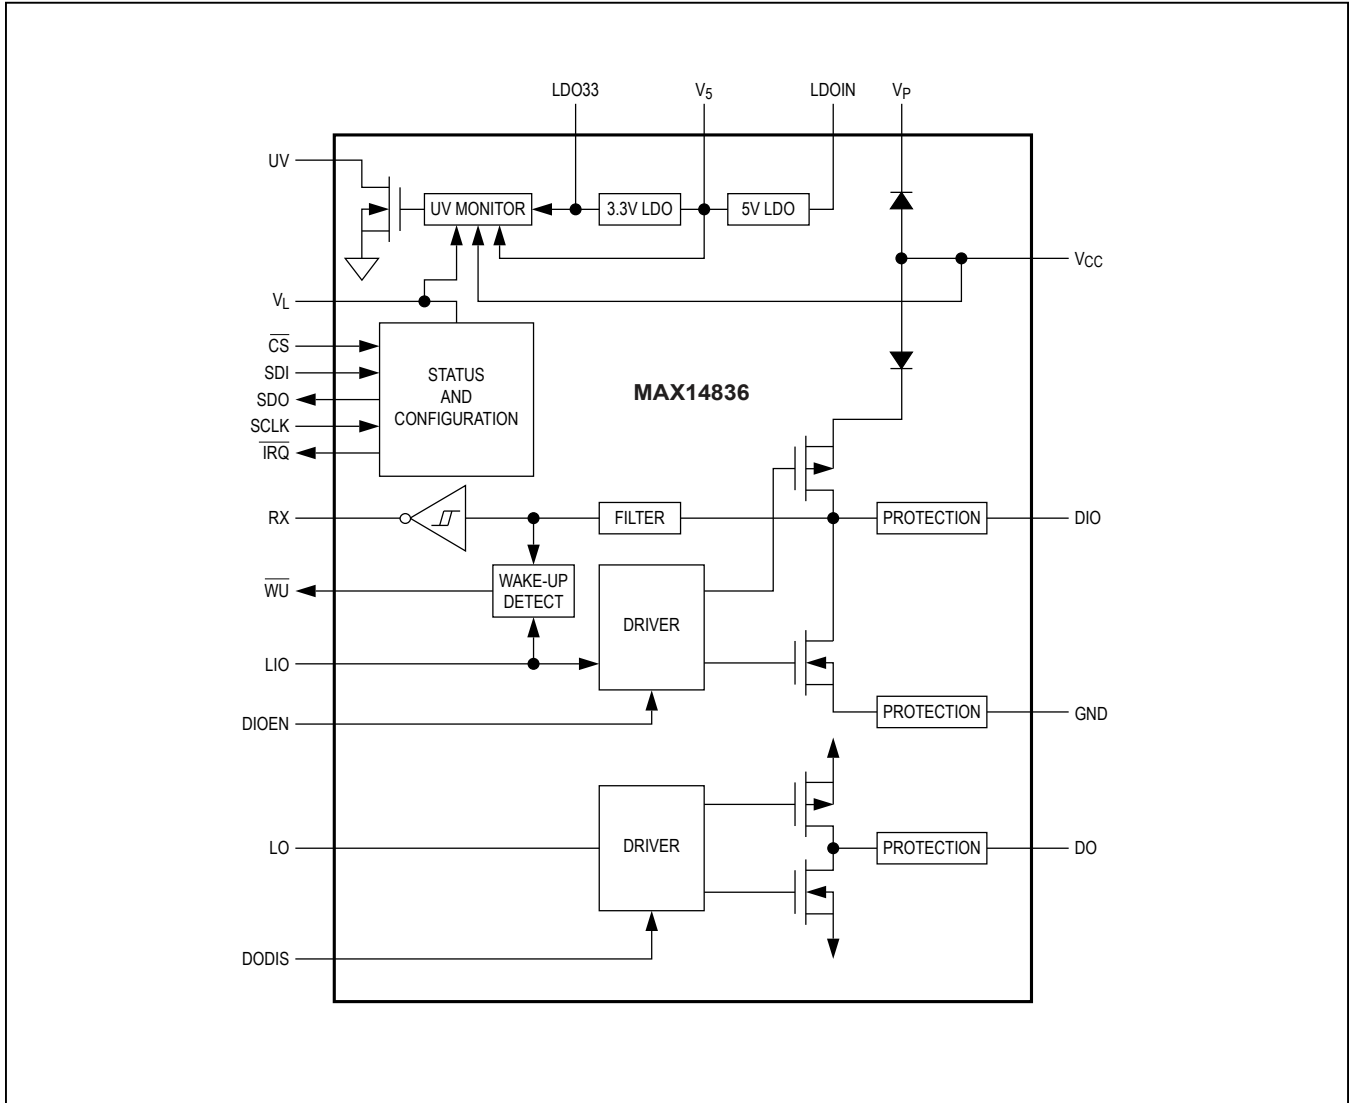 LDO33
V5
LDOIN
VP
UV
UV MONITOR
3.3V LDO
5V LDO
VCC
VL
CS
SDI
SDO
SCLK
IRQ
STATUS
AND
CONFIGURATION
MAX14836
RX
FILTER
PROTECTION
DIO
WU
WAKE-UP
DETECT
DRIVER
LIO
DIOEN
PROTECTION
GND
LO
DRIVER
PROTECTION
DO
DODIS